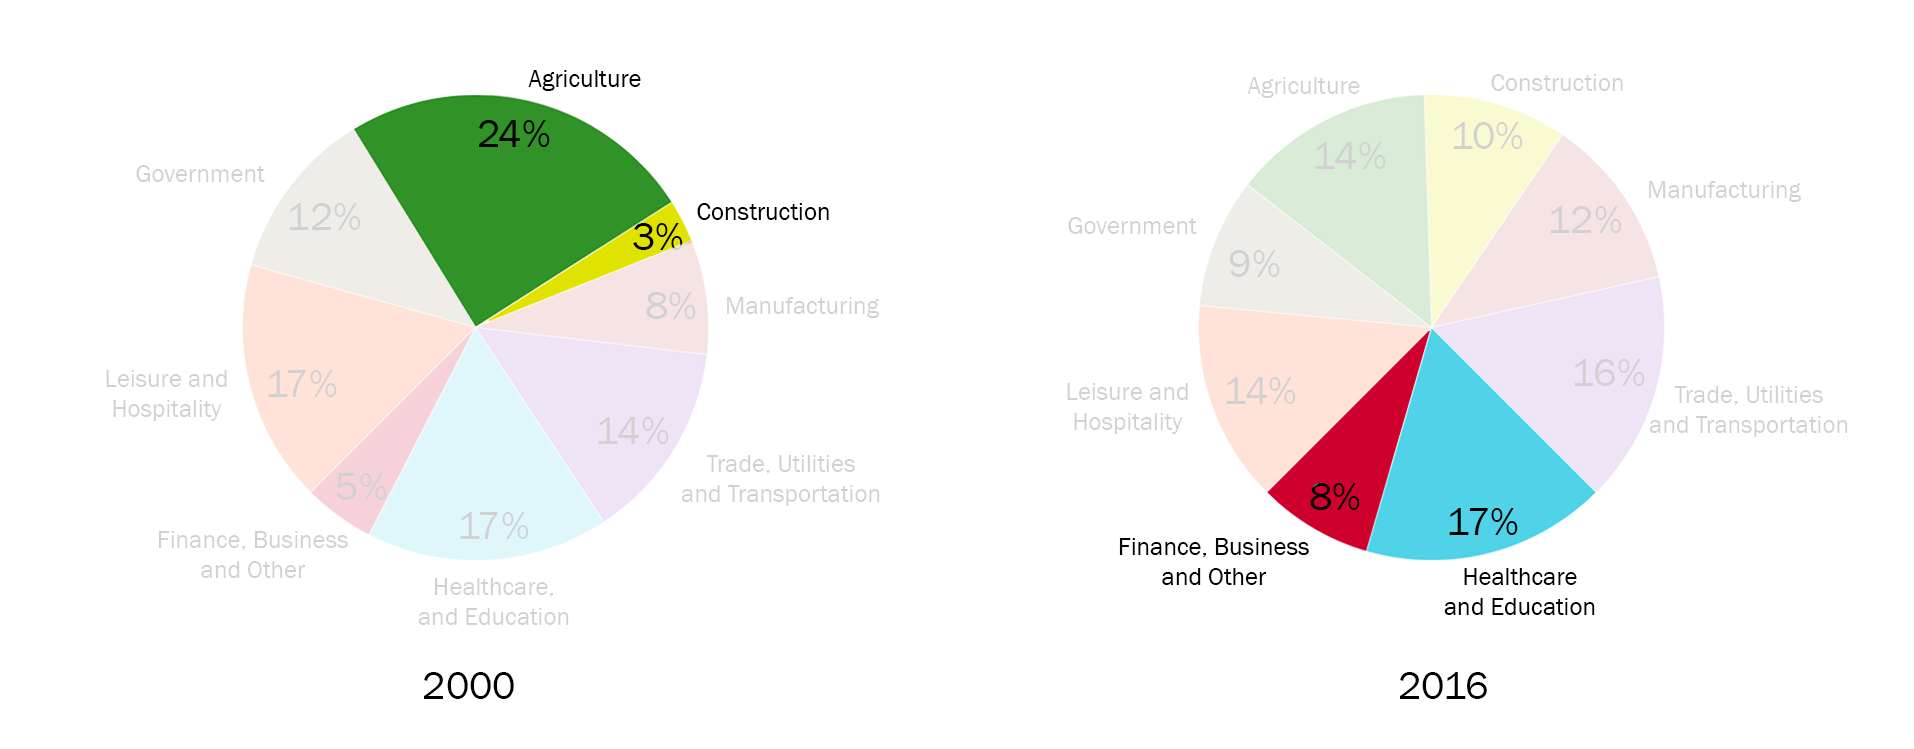 Agriculture
24%
Construction
3%
Manufacturing
8%
Trade, Utilities
and Transportation
14%
Healthcare,
and Education
17%
Finance, Business
and Other
5%
Leisure and
Hospitality
17%
Government
12%
2000
Agriculture
14%
Construction
10%
Manufacturing
12%
Trade, Utilities
and Transportation
16%
Healthcare
and Education
17%
Finance, Business
and Other
8%
Leisure and
Hospitality
14%
Government
9%
2016